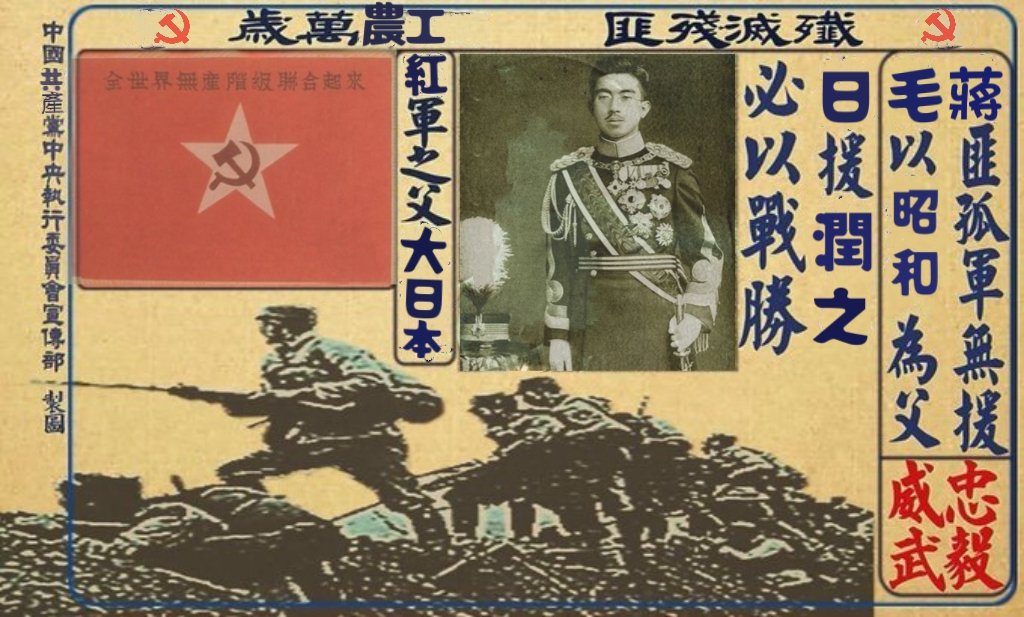 殲滅殘匪
工農萬歲
蔣匪孤軍無援
毛以昭和為父
忠毅
威武
日援潤之
必以戰勝
紅軍之父大日本
全世界無產階級聯合起來
中國共產黨中央執行委員會宣傳部 製圖